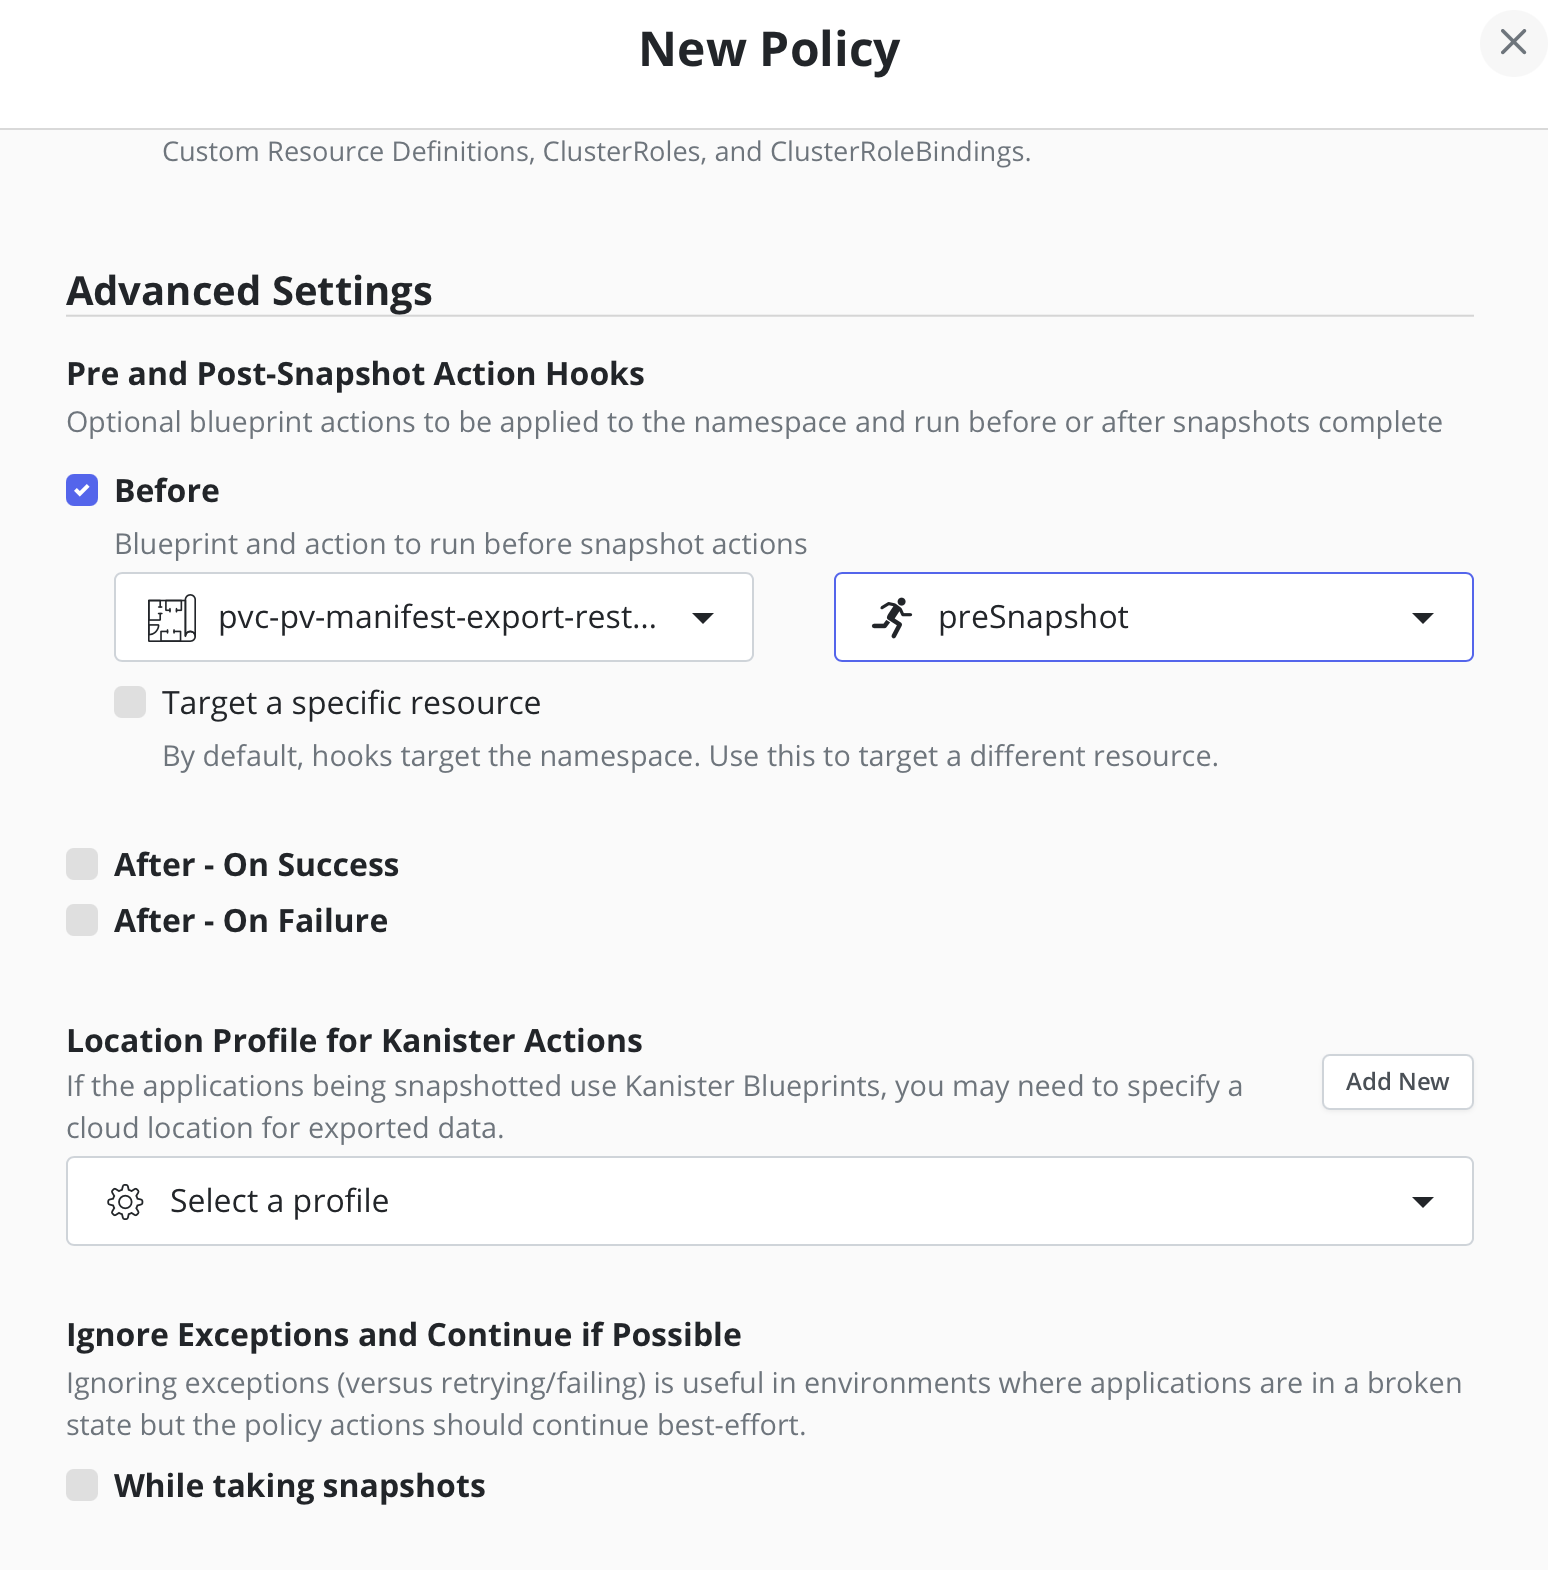 New Policy
Custom Resource Definitions, ClusterRoles, and ClusterRoleBindings.
Advanced Settings
Pre and Post-Snapshot Action Hooks
Optional blueprint actions to be applied to the namespace and run before or after snapshots complete
Before
Blueprint and action to run before snapshot actions
pvc-pv-manifest-export-rest...
preSnapshot
Target a specific resource
By default, hooks target the namespace. Use this to target a different resource.
After - On Success
After - On Failure
Location Profile for Kanister Actions
If the applications being snapshotted use Kanister Blueprints, you may need to specify a
cloud location for exported data.
Add New
Select a profile
Ignore Exceptions and Continue if Possible
Ignoring exceptions (versus retrying/failing) is useful in environments where applications are in a broken
state but the policy actions should continue best-effort.
While taking snapshots